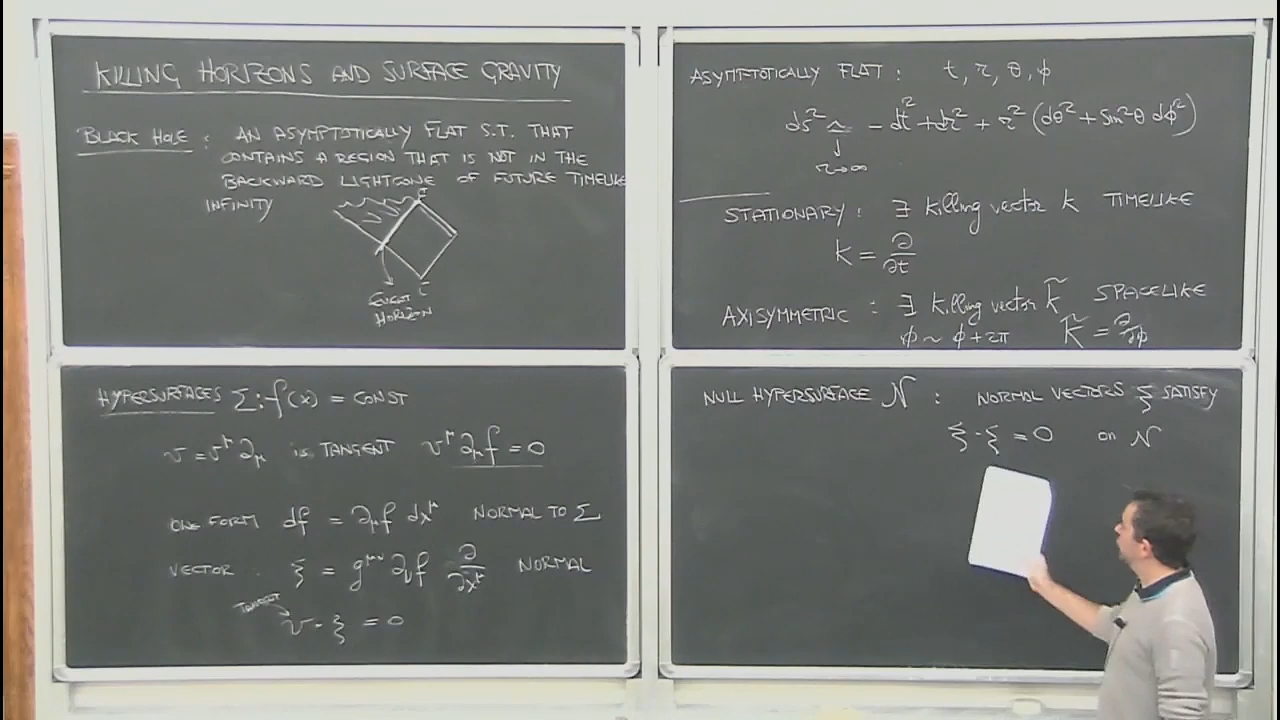 KILLING HORIZONS AND SURFACE GRAVITY
BLACK HOLE : AN ASYMPTOTICALLY FLAT S.T. THAT
CONTAINS A REGION THAT IS NOT IN THE
BACKWARD LIGHTCONE OF FUTURE TIMELIKE
INFINITY
EVENT
HORIZON
HYPERSURFACES Σ: f(x) = CONST
v = v^μ ∂_μ is TANGENT v^μ ∂_μ f = 0
ONE FORM df = ∂_μ f dx^μ NORMAL TO Σ
VECTOR ξ = g^{μν} ∂_ν f ∂/∂x^μ NORMAL
TANGENT
v · ξ = 0
ASYMPTOTICALLY FLAT : t, r, θ, φ
ds² ≃ - dt² + dr² + r² (dθ² + sin²θ dφ²)
↓
r→∞
STATIONARY : ∃ Killing vector k TIMELIKE
k = ∂/∂t
AXISYMMETRIC : ∃ Killing vector k̃ SPACELIKE
φ ~ φ + 2π k̃ = ∂/∂φ
NULL HYPERSURFACE N : NORMAL VECTORS ξ SATISFY
ξ · ξ = 0 on N